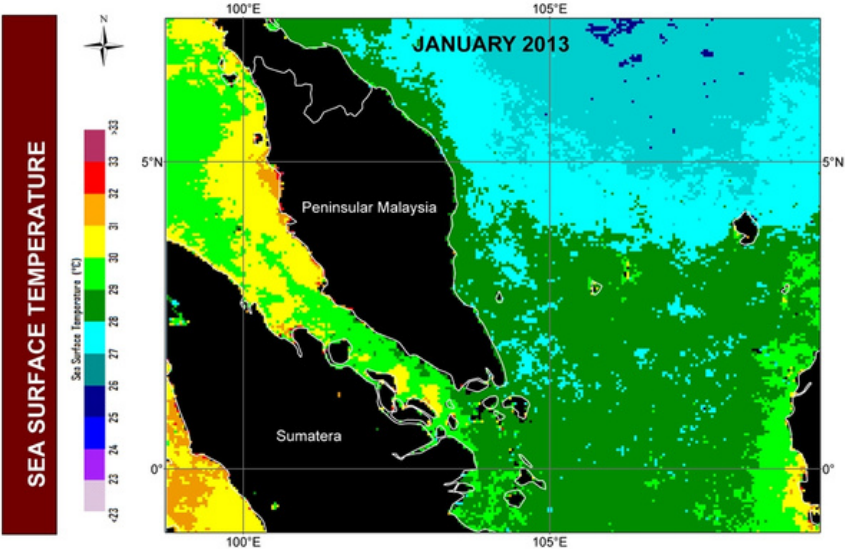 SEA SURFACE TEMPERATURE
N
Sea Surface Temperature (°C)
>33
33
32
31
30
29
28
27
26
25
24
23
<23
100°E
105°E
JANUARY 2013
5°N
5°N
Peninsular Malaysia
Sumatera
0°
0°
100°E
105°E